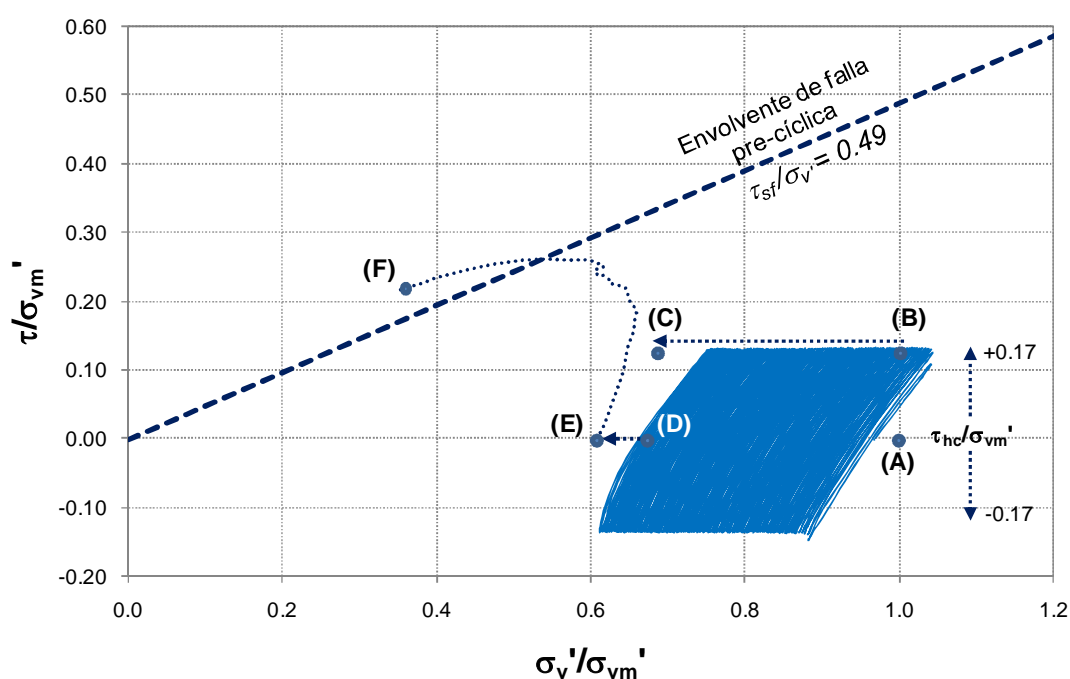 0.60
0.50
0.40
0.30
0.20
0.10
0.00
-0.10
-0.20
τ/σvm'
Envolvente de falla
pre-cíclica
τsf/σv' = 0.49
(F)
(C)
(B)
+0.17
(E)
(D)
(A)
τhc/σvm'
-0.17
0.0
0.2
0.4
0.6
0.8
1.0
1.2
σv'/σvm'